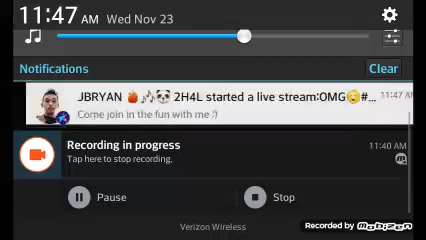 11:47 AM Wed Nov 23
Notifications Clear
JBRYAN 🍎🎶🐼 2H4L started a live stream:OMG😌#... 11:47 AM
Come join in the fun with me :)
Recording in progress 11:40 AM
Tap here to stop recording.
Pause Stop
Verizon Wireless
Recorded by Mobizen